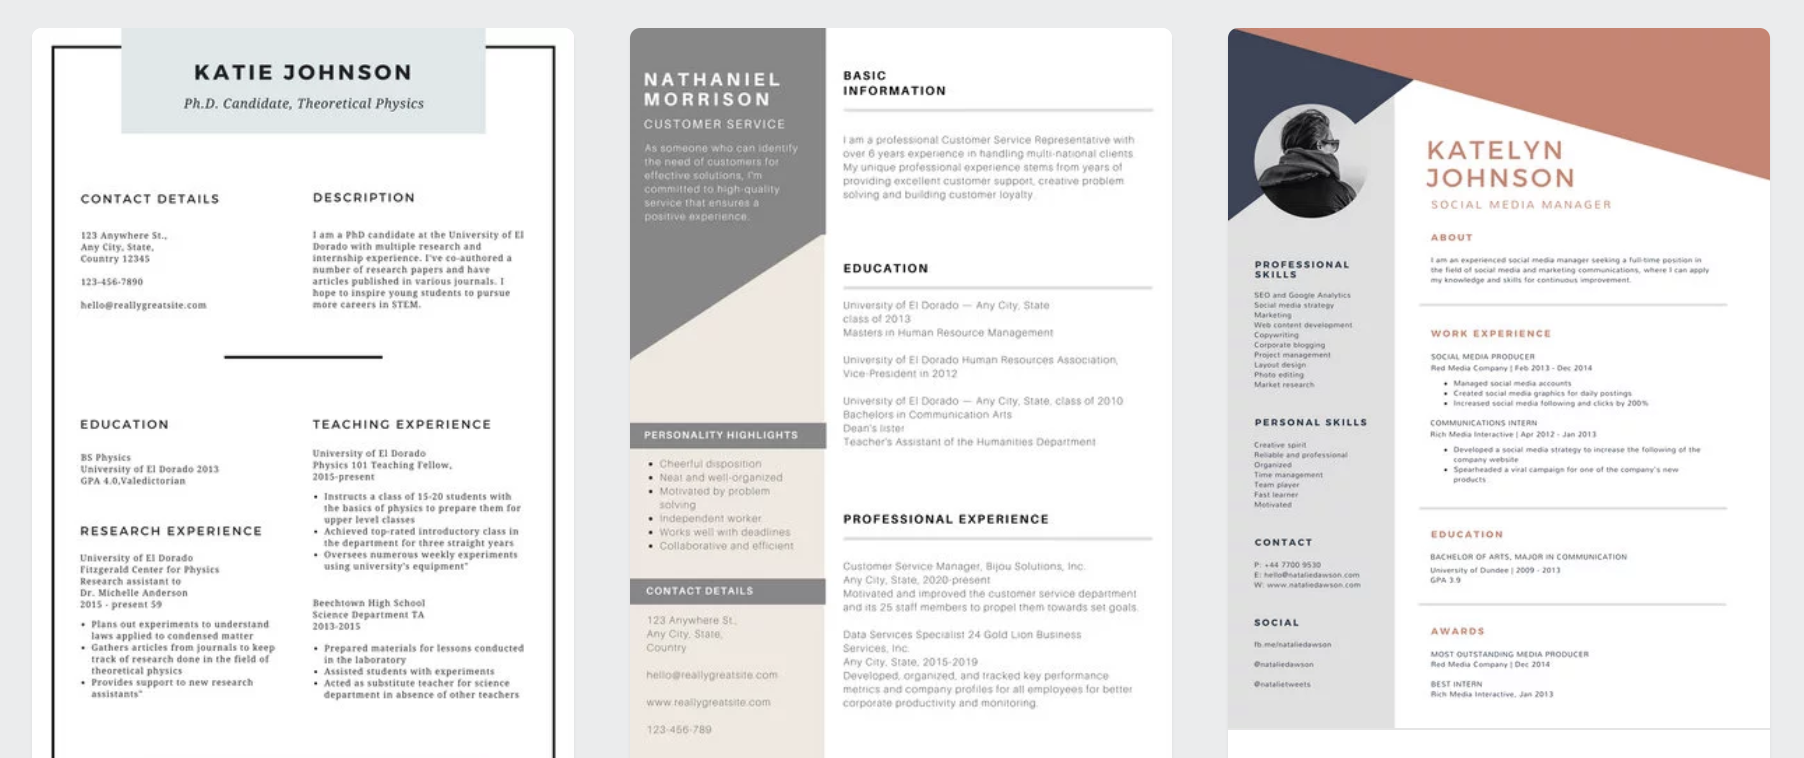 KATIE JOHNSON
Ph.D. Candidate, Theoretical Physics
CONTACT DETAILS
123 Anywhere St.,
Any City, State,
Country 12345
123-456-7890
hello@reallygreatsite.com
DESCRIPTION
I am a PhD candidate at the University of El
Dorado with multiple research and
internship experience. I've co-authored a
number of research papers and have
articles published in various journals. I
hope to inspire young students to pursue
more careers in STEM.
EDUCATION
BS Physics
University of El Dorado 2013
GPA 4.0,Valedictorian
RESEARCH EXPERIENCE
University of El Dorado
Fitzgerald Center for Physics
Research assistant to
Dr. Michelle Anderson
2015 - present 59
• Plans out experiments to understand
laws applied to condensed matter
• Gathers articles from journals to keep
track of research done in the field of
theoretical physics
• Provides support to new research
assistants"
TEACHING EXPERIENCE
University of El Dorado
Physics 101 Teaching Fellow,
2015-present
• Instructs a class of 15-20 students with
the basics of physics to prepare them for
upper level classes
• Achieved top-rated introductory class in
the department for three straight years
• Oversees numerous weekly experiments
using university's equipment"
Beechtown High School
Science Department TA
2013-2015
• Prepared materials for lessons conducted
in the laboratory
• Assisted students with experiments
• Acted as substitute teacher for science
department in absence of other teachers
NATHANIEL
MORRISON
CUSTOMER SERVICE
As someone who can identify
the need of customers for
effective solutions, I'm
committed to high-quality
service that ensures a
positive experience.
PERSONALITY HIGHLIGHTS
• Cheerful disposition
• Neat and well-organized
• Motivated by problem
solving
• Independent worker
• Works well with deadlines
• Collaborative and efficient
CONTACT DETAILS
123 Anywhere St.,
Any City, State,
Country
hello@reallygreatsite.com
www.reallygreatsite.com
123-456-789
BASIC
INFORMATION
I am a professional Customer Service Representative with
over 6 years experience in handling multi-national clients.
My unique professional experience stems from years of
providing excellent customer support, creative problem
solving and building customer loyalty.
EDUCATION
University of El Dorado — Any City, State
class of 2013
Masters in Human Resource Management
University of El Dorado Human Resources Association,
Vice-President in 2012
University of El Dorado — Any City, State, class of 2010
Bachelors in Communication Arts
Dean's lister
Teacher's Assistant of the Humanities Department
PROFESSIONAL EXPERIENCE
Customer Service Manager, Bijou Solutions, Inc.
Any City, State, 2020-present
Motivated and improved the customer service department
and its 25 staff members to propel them towards set goals.
Data Services Specialist 24 Gold Lion Business
Services, Inc.
Any City, State, 2015-2019
Developed, organized, and tracked key performance
metrics and company profiles for all employees for better
corporate productivity and monitoring.
KATELYN
JOHNSON
SOCIAL MEDIA MANAGER
PROFESSIONAL
SKILLS
SEO and Google Analytics
Social media strategy
Marketing
Web content development
Copywriting
Corporate blogging
Project management
Layout design
Photo editing
Market research
PERSONAL SKILLS
Creative spirit
Reliable and professional
Organized
Time management
Team player
Fast learner
Motivated
CONTACT
P: +44 7700 9530
E: hello@nataliedawson.com
W: www.nataliedawson.com
SOCIAL
fb.me/nataliedawson
@nataliedawson
@natalietweets
ABOUT
I am an experienced social media manager seeking a full-time position in
the field of social media and marketing communications, where I can apply
my knowledge and skills for continuous improvement.
WORK EXPERIENCE
SOCIAL MEDIA PRODUCER
Red Media Company | Feb 2013 - Dec 2014
• Managed social media accounts
• Created social media graphics for daily postings
• Increased social media following and clicks by 200%
COMMUNICATIONS INTERN
Rich Media Interactive | Apr 2012 - Jan 2013
• Developed a social media strategy to increase the following of the
company website
• Spearheaded a viral campaign for one of the company's new
products
EDUCATION
BACHELOR OF ARTS, MAJOR IN COMMUNICATION
University of Dundee | 2009 - 2013
GPA 3.9
AWARDS
MOST OUTSTANDING MEDIA PRODUCER
Red Media Company | Dec 2014
BEST INTERN
Rich Media Interactive, Jan 2013